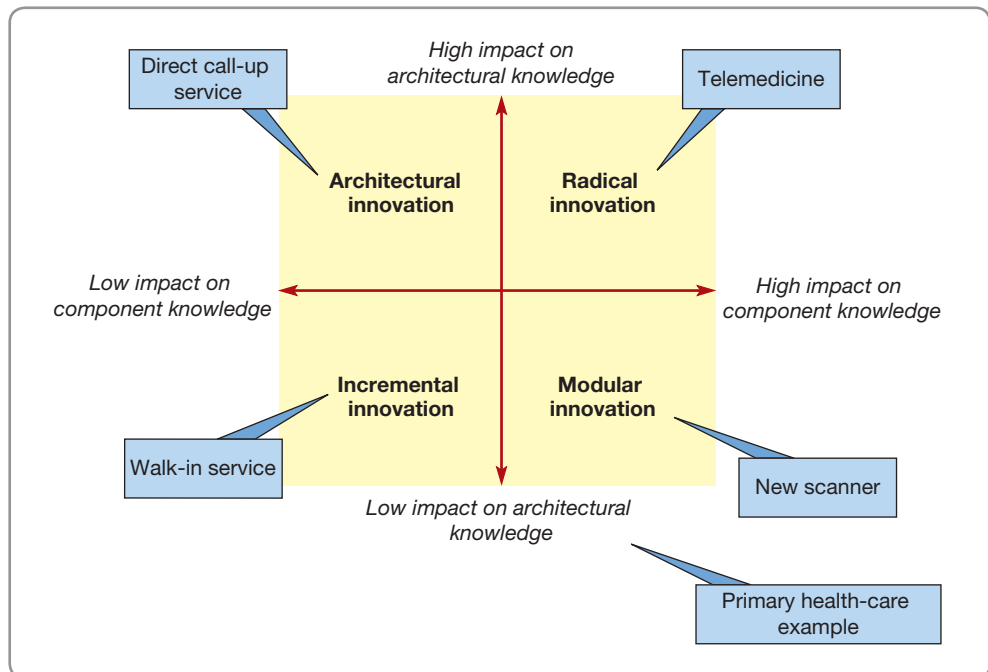 Direct call-up
service
High impact on
architectural knowledge
Telemedicine
Architectural
innovation
Radical
innovation
Low impact on
component knowledge
High impact on
component knowledge
Incremental
innovation
Modular
innovation
Walk-in service
New scanner
Low impact on architectural
knowledge
Primary health-care
example